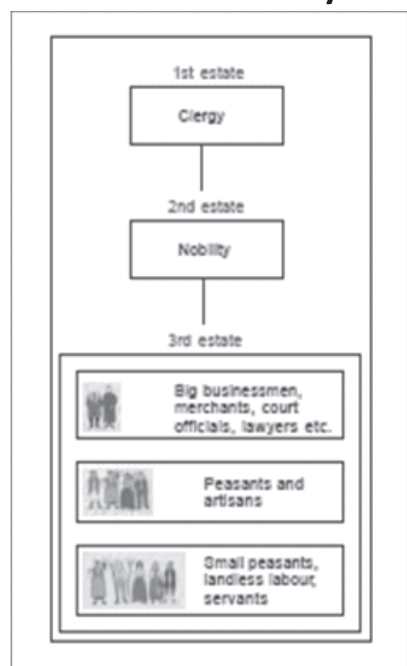 1st estate
Clergy
2nd estate
Nobility
3rd estate
Big businessmen,
merchants, court
officials, lawyers etc.
Peasants and
artisans
Small peasants,
landless labour,
servants